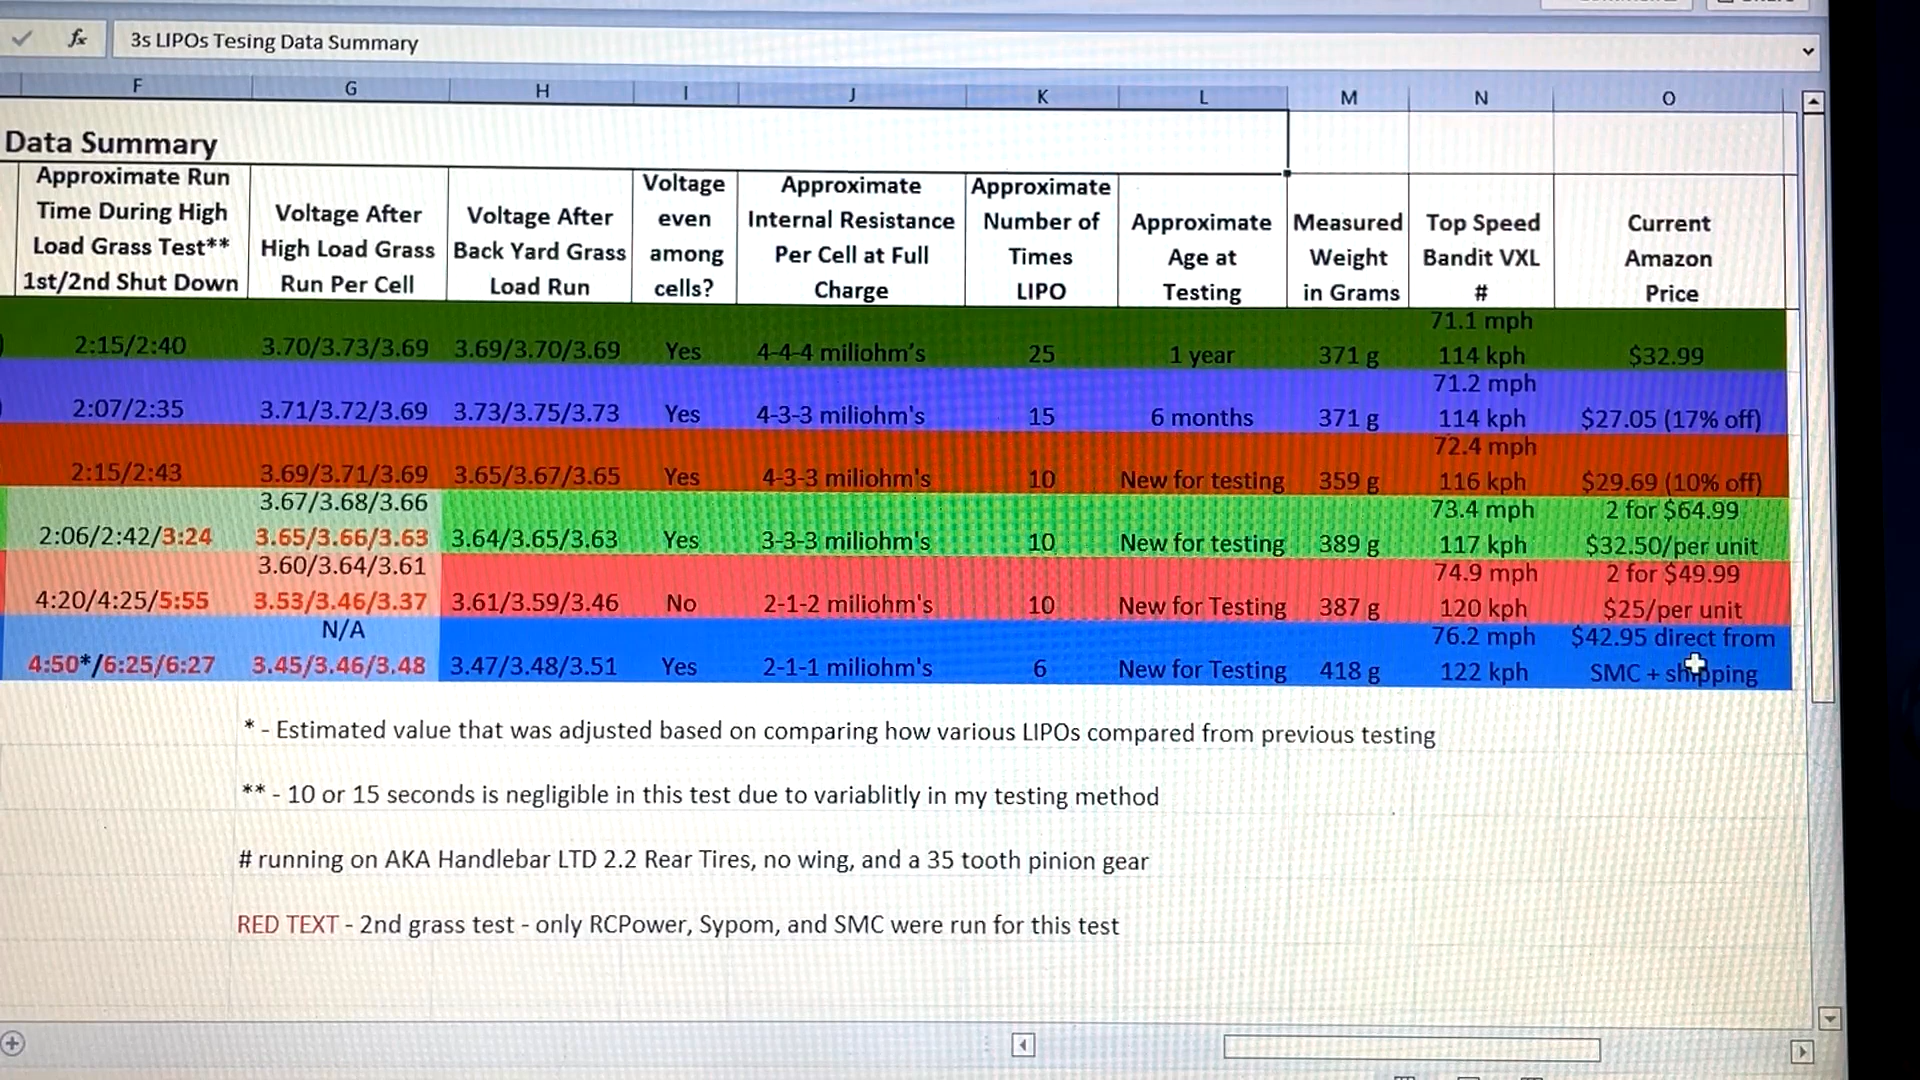 fx 3s LIPOs Tesing Data Summary
F G H I J K L M N O
Data Summary
Approximate Run Time During High Load Grass Test** 1st/2nd Shut Down
Voltage After High Load Grass Run Per Cell
Voltage After Back Yard Grass Load Run
Voltage even among cells?
Approximate Internal Resistance Per Cell at Full Charge
Approximate Number of Times LIPO
Approximate Age at Testing
Measured Weight in Grams
Top Speed Bandit VXL #
Current Amazon Price
2:15/2:40 3.70/3.73/3.69 3.69/3.70/3.69 Yes 4-4-4 miliohm's 25 1 year 371 g 71.1 mph 114 kph $32.99
2:07/2:35 3.71/3.72/3.69 3.73/3.75/3.73 Yes 4-3-3 miliohm's 15 6 months 371 g 71.2 mph 114 kph $27.05 (17% off)
2:15/2:43 3.69/3.71/3.69 3.65/3.67/3.65 Yes 4-3-3 miliohm's 10 New for testing 359 g 72.4 mph 116 kph $29.69 (10% off)
2:06/2:42/3:24 3.67/3.68/3.66 3.65/3.66/3.63 3.64/3.65/3.63 Yes 3-3-3 miliohm's 10 New for testing 389 g 73.4 mph 117 kph 2 for $64.99 $32.50/per unit
4:20/4:25/5:55 3.60/3.64/3.61 3.53/3.46/3.37 3.61/3.59/3.46 No 2-1-2 miliohm's 10 New for Testing 387 g 74.9 mph 120 kph 2 for $49.99 $25/per unit
4:50*/6:25/6:27 N/A 3.45/3.46/3.48 3.47/3.48/3.51 Yes 2-1-1 miliohm's 6 New for Testing 418 g 76.2 mph 122 kph $42.95 direct from SMC + shipping
* - Estimated value that was adjusted based on comparing how various LIPOs compared from previous testing
** - 10 or 15 seconds is negligible in this test due to variablitly in my testing method
# running on AKA Handlebar LTD 2.2 Rear Tires, no wing, and a 35 tooth pinion gear
RED TEXT - 2nd grass test - only RCPower, Sypom, and SMC were run for this test